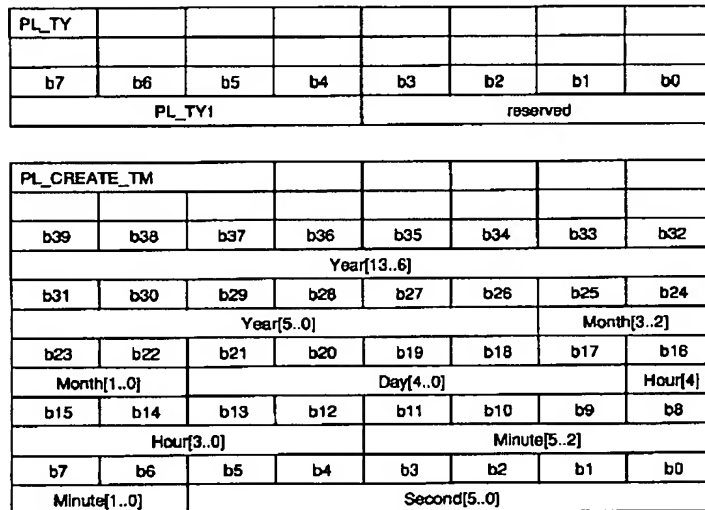 PL_TY
b7 b6 b5 b4 b3 b2 b1 b0
PL_TY1 reserved
PL_CREATE_TM
b39 b38 b37 b36 b35 b34 b33 b32
Year[13..6]
b31 b30 b29 b28 b27 b26 b25 b24
Year[5..0] Month[3..2]
b23 b22 b21 b20 b19 b18 b17 b16
Month[1..0] Day[4..0] Hour[4]
b15 b14 b13 b12 b11 b10 b9 b8
Hour[3..0] Minute[5..2]
b7 b6 b5 b4 b3 b2 b1 b0
Minute[1..0] Second[5..0]